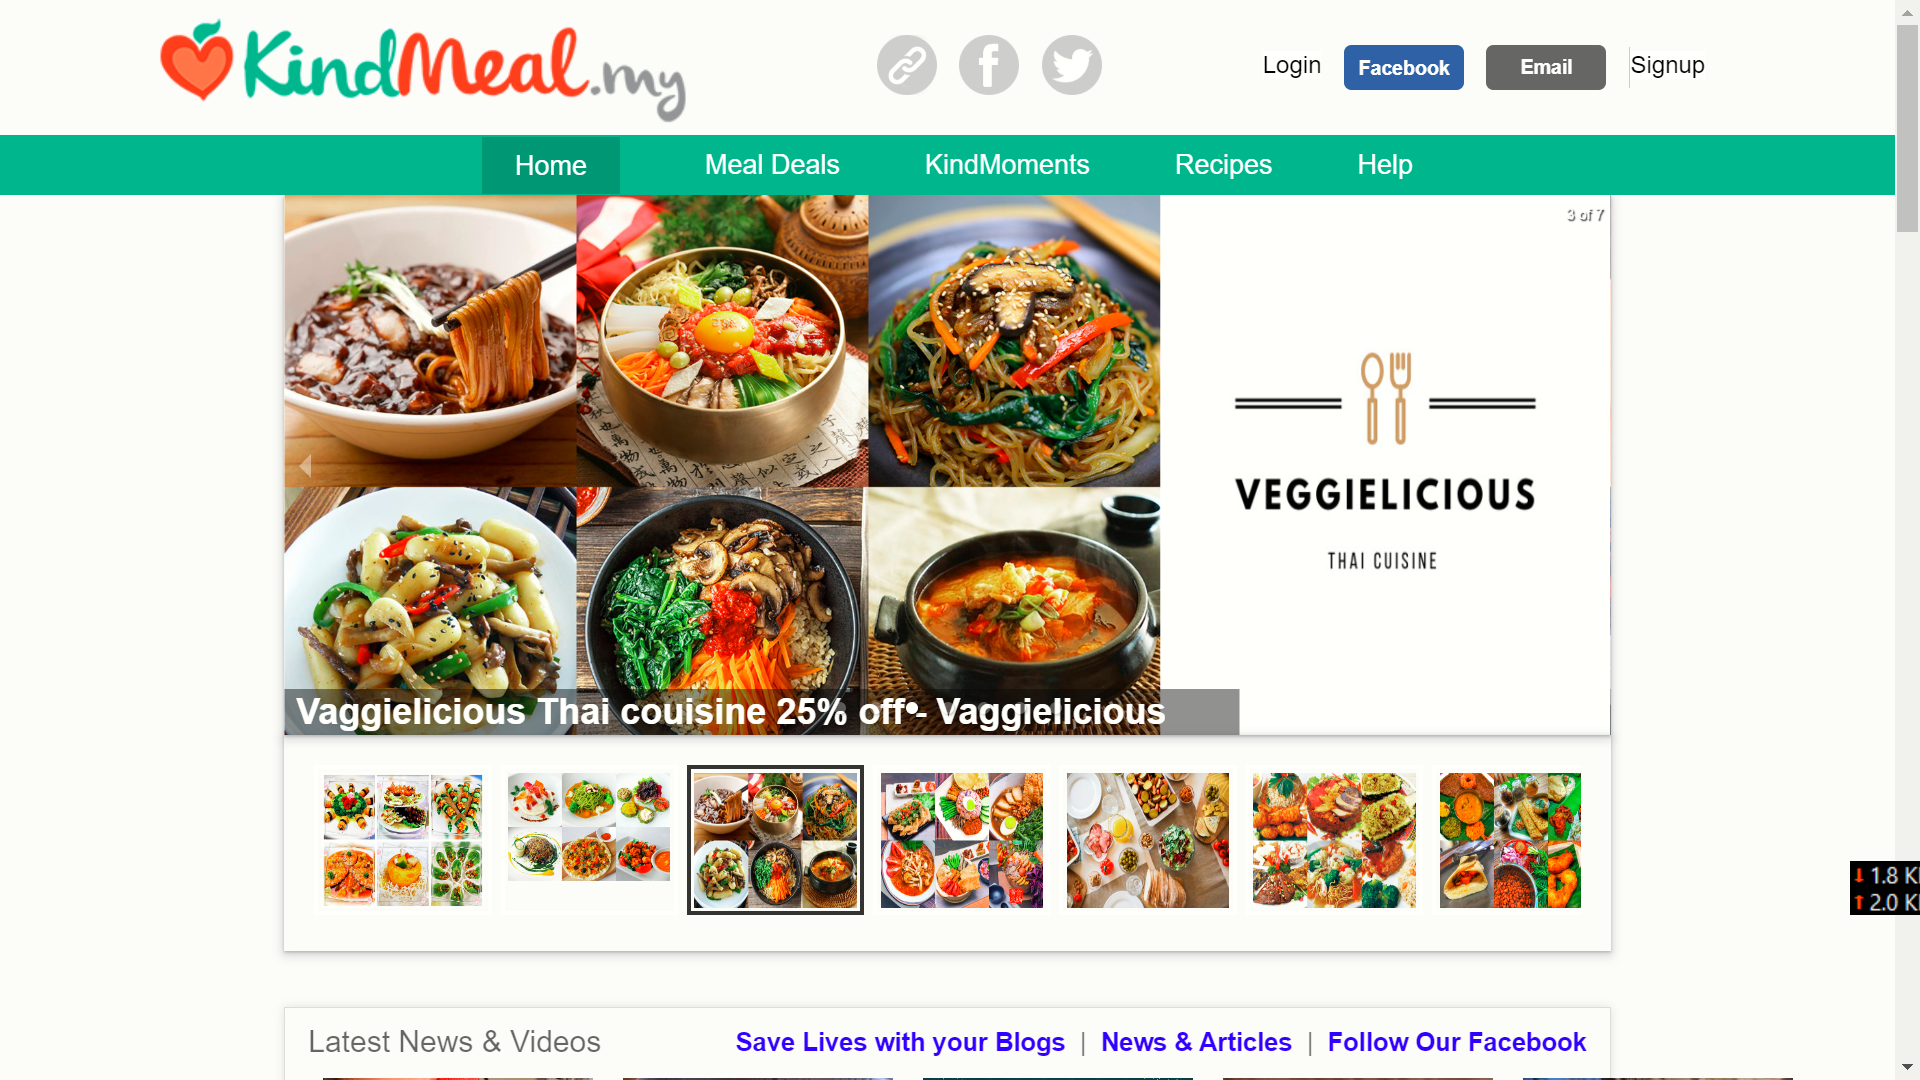 KindMeal.my
Login
Facebook
Email
Signup
Home
Meal Deals
KindMoments
Recipes
Help
3 of 7
VEGGIELICIOUS
THAI CUISINE
Vaggielicious Thai couisine 25% off•- Vaggielicious
1.8 K
2.0 K
Latest News & Videos
Save Lives with your Blogs | News & Articles | Follow Our Facebook